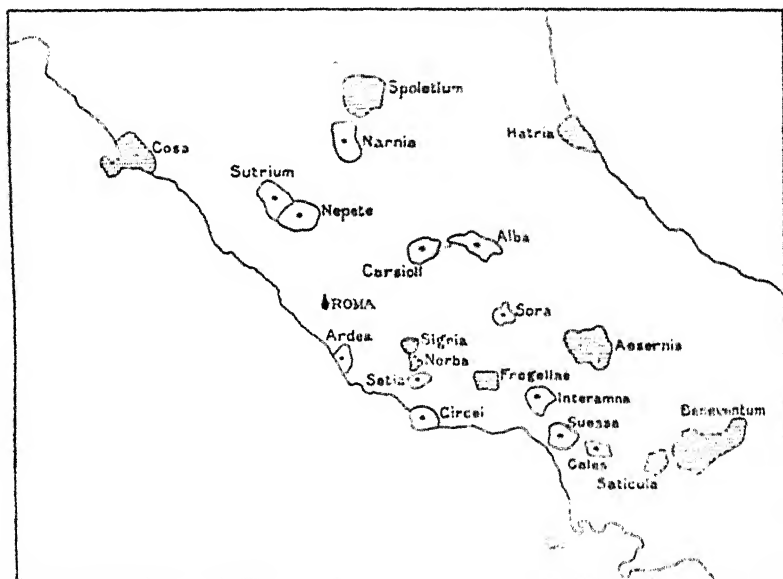 Spoletium
Narnia
Hatria
Cosa
Sutrium
Nepete
Alba
Carsioli
ROMA
Sora
Ardea
Signia
Norba
Aesernia
Setia
Fregellae
Interamna
Circei
Suessa
Beneventum
Cales
Saticula